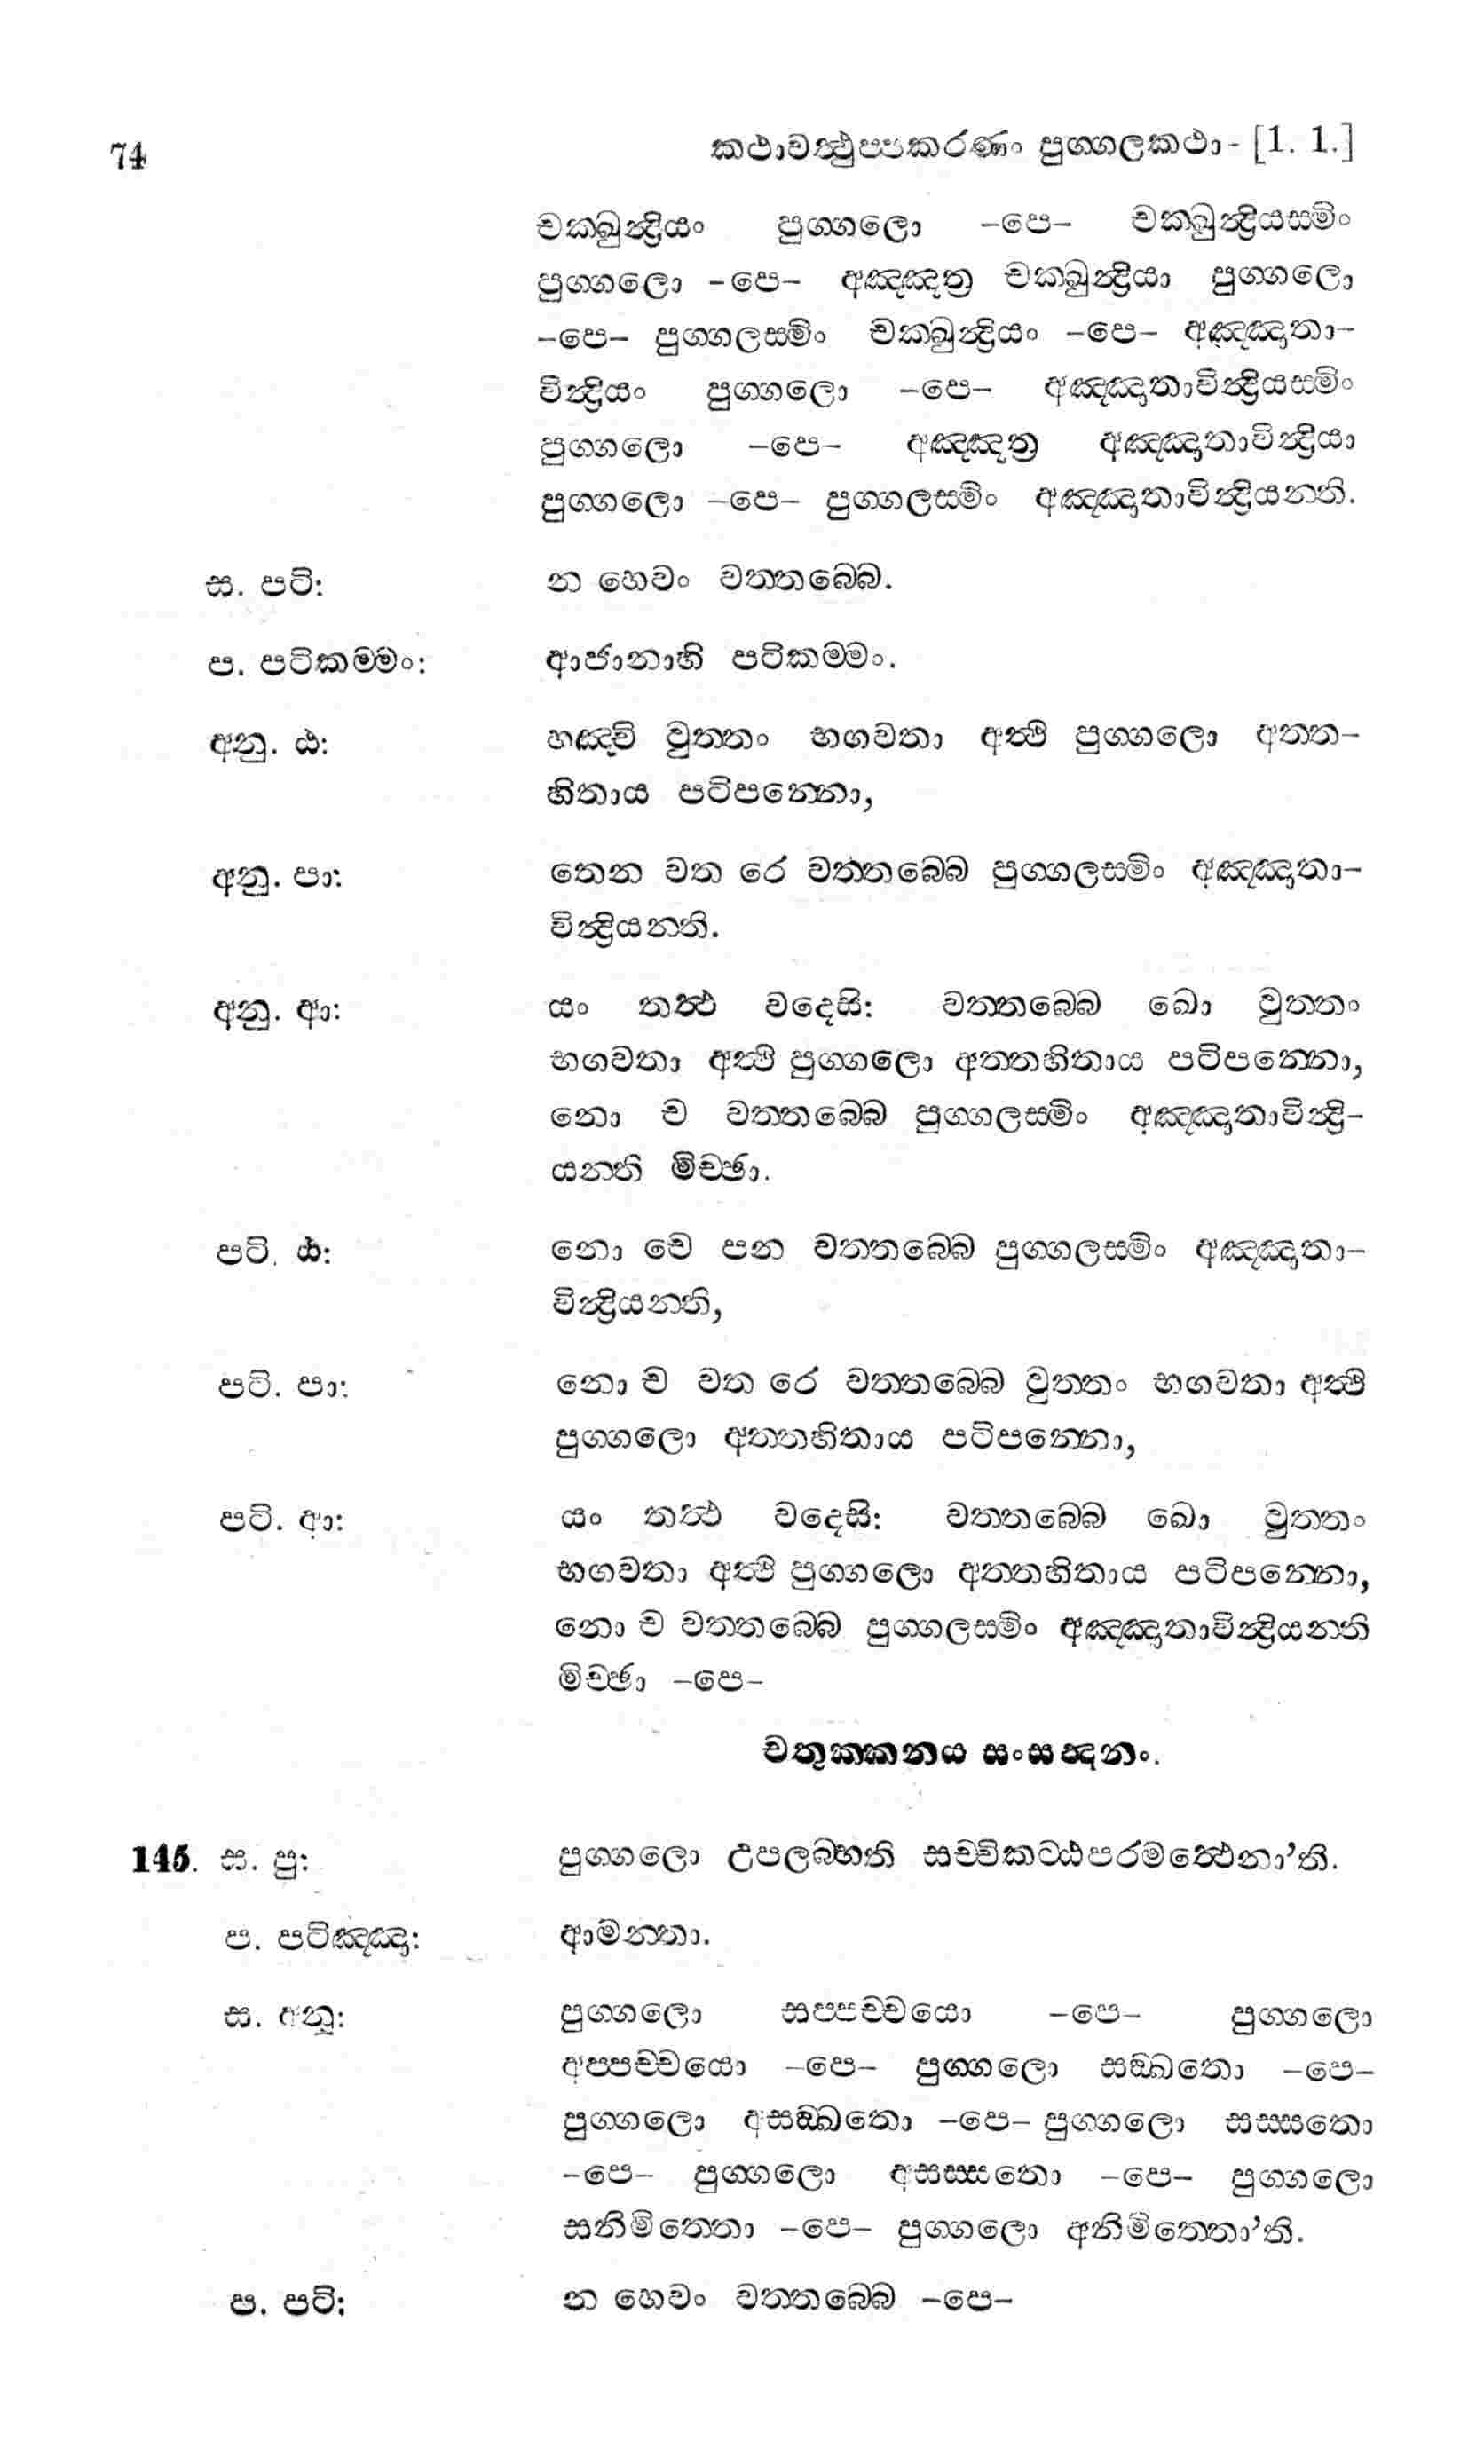 74 කථාවත්‍ථුප‍්පකරණං පුග‍්ගලකථා- [1. 1.]
චක‍්ඛුන්‍ද්‍රියං පුග‍්ගලො -පෙ- චක‍්ඛුන්‍ද්‍රියස‍්මිං
පුග‍්ගලො -පෙ- අඤ‍්ඤත්‍ර චක‍්ඛුන්‍ද්‍රියා පුග‍්ගලො
-පෙ- පුග‍්ගලස‍්මිං චක‍්ඛුන්‍ද්‍රියං -පෙ- අඤ‍්ඤාතා-
වින්‍ද්‍රියං පුග‍්ගලො -පෙ- අඤ‍්ඤාතාවින්‍ද්‍රියස‍්මිං
පුග‍්ගලො -පෙ- අඤ‍්ඤත්‍ර අඤ‍්ඤාතාවින්‍ද්‍රියා
පුග‍්ගලො -පෙ- පුග‍්ගලස‍්මිං අඤ‍්ඤාතාවින්‍ද්‍රියන‍්ති.
ස. පටි: න හෙවං වත‍්තබ‍්බෙ.
ප. පටිකම‍්මං: ආජානාහි පටිකම‍්මං.
අනු. ඨ: හඤ‍්චි වුත‍්තං භගවතා අත්‍ථි පුග‍්ගලො අත‍්ත-
හිතාය පටිපන‍්නො,
අනු. පා: තෙන වත රෙ වත‍්තබ‍්බෙ පුග‍්ගලස‍්මිං අඤ‍්ඤාතා-
වින්‍ද්‍රියන‍්ති.
අනු. ආ: යං තත්‍ථ වදෙසි: වත‍්තබ‍්බෙ ඛො වුත‍්තං
භගවතා අත්‍ථි පුග‍්ගලො අත‍්තහිතාය පටිපන‍්නො,
නො ච වත‍්තබ‍්බෙ පුග‍්ගලස‍්මිං අඤ‍්ඤාතාවින්‍ද්‍රි-
යන‍්ති මිච‍්ඡා.
පටි. ඨ: නො චෙ පන වත‍්තබ‍්බෙ පුග‍්ගලස‍්මිං අඤ‍්ඤාතා-
වින්‍ද්‍රියන‍්ති,
පටි. පා: නො ච වත රෙ වත‍්තබ‍්බෙ වුත‍්තං භගවතා අත්‍ථි
පුග‍්ගලො අත‍්තහිතාය පටිපන‍්නො,
පටි. ආ: යං තත්‍ථ වදෙසි: වත‍්තබ‍්බෙ ඛො වුත‍්තං
භගවතා අත්‍ථි පුග‍්ගලො අත‍්තහිතාය පටිපන‍්නො,
නො ච වත‍්තබ‍්බෙ පුග‍්ගලස‍්මිං අඤ‍්ඤාතාවින්‍ද්‍රියන‍්ති
මිච‍්ඡා -පෙ-
චතුක‍්කනය සංසන්‍දනං.
145. ස. පු: පුග‍්ගලො උපලබ‍්භති සච‍්චිකට‍්ඨපරමත්‍ථෙනා’ති.
ප. පටිඤ‍්ඤා: ආමන‍්තා.
ස. අනු: පුග‍්ගලො සප‍්පච‍්චයො -පෙ- පුග‍්ගලො
අප‍්පච‍්චයො -පෙ- පුග‍්ගලො සඞ‍්ඛතො -පෙ-
පුග‍්ගලො අසඞ‍්ඛතො -පෙ- පුග‍්ගලො සස‍්සතො
-පෙ- පුග‍්ගලො අසස‍්සතො -පෙ- පුග‍්ගලො
සනිමිත‍්තො -පෙ- පුග‍්ගලො අනිමිත‍්තො’ති.
ප. පටි: න හෙවං වත‍්තබ‍්බෙ -පෙ-